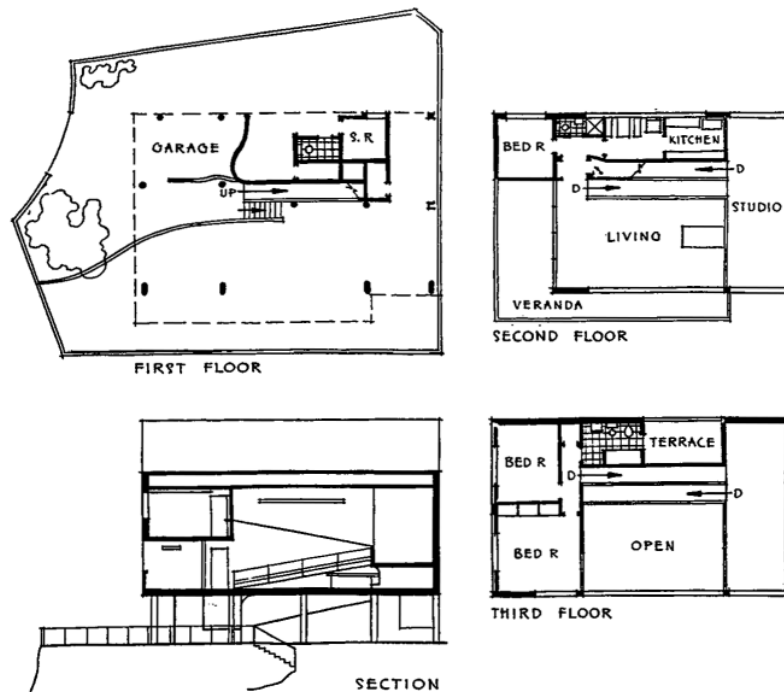 GARAGE
S.R
UP
FIRST FLOOR
BED R
KITCHEN
D
D
STUDIO
LIVING
VERANDA
SECOND FLOOR
SECTION
BED R
TERRACE
D
D
BED R
OPEN
THIRD FLOOR